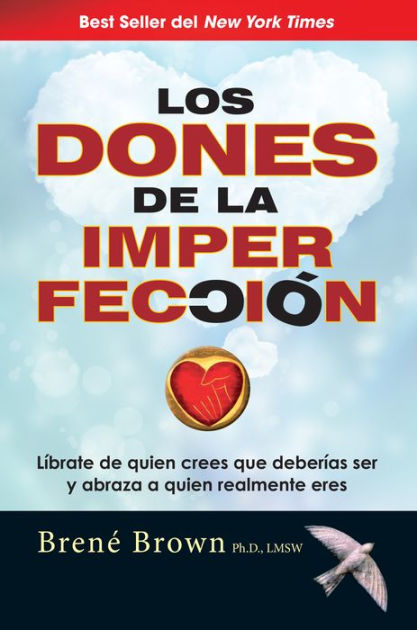 Best Seller del New York Times
LOS
DONES
DE LA
IMPER
FECCIÓN
Líbrate de quien crees que deberías ser
y abraza a quien realmente eres
Brené Brown Ph.D., LMSW